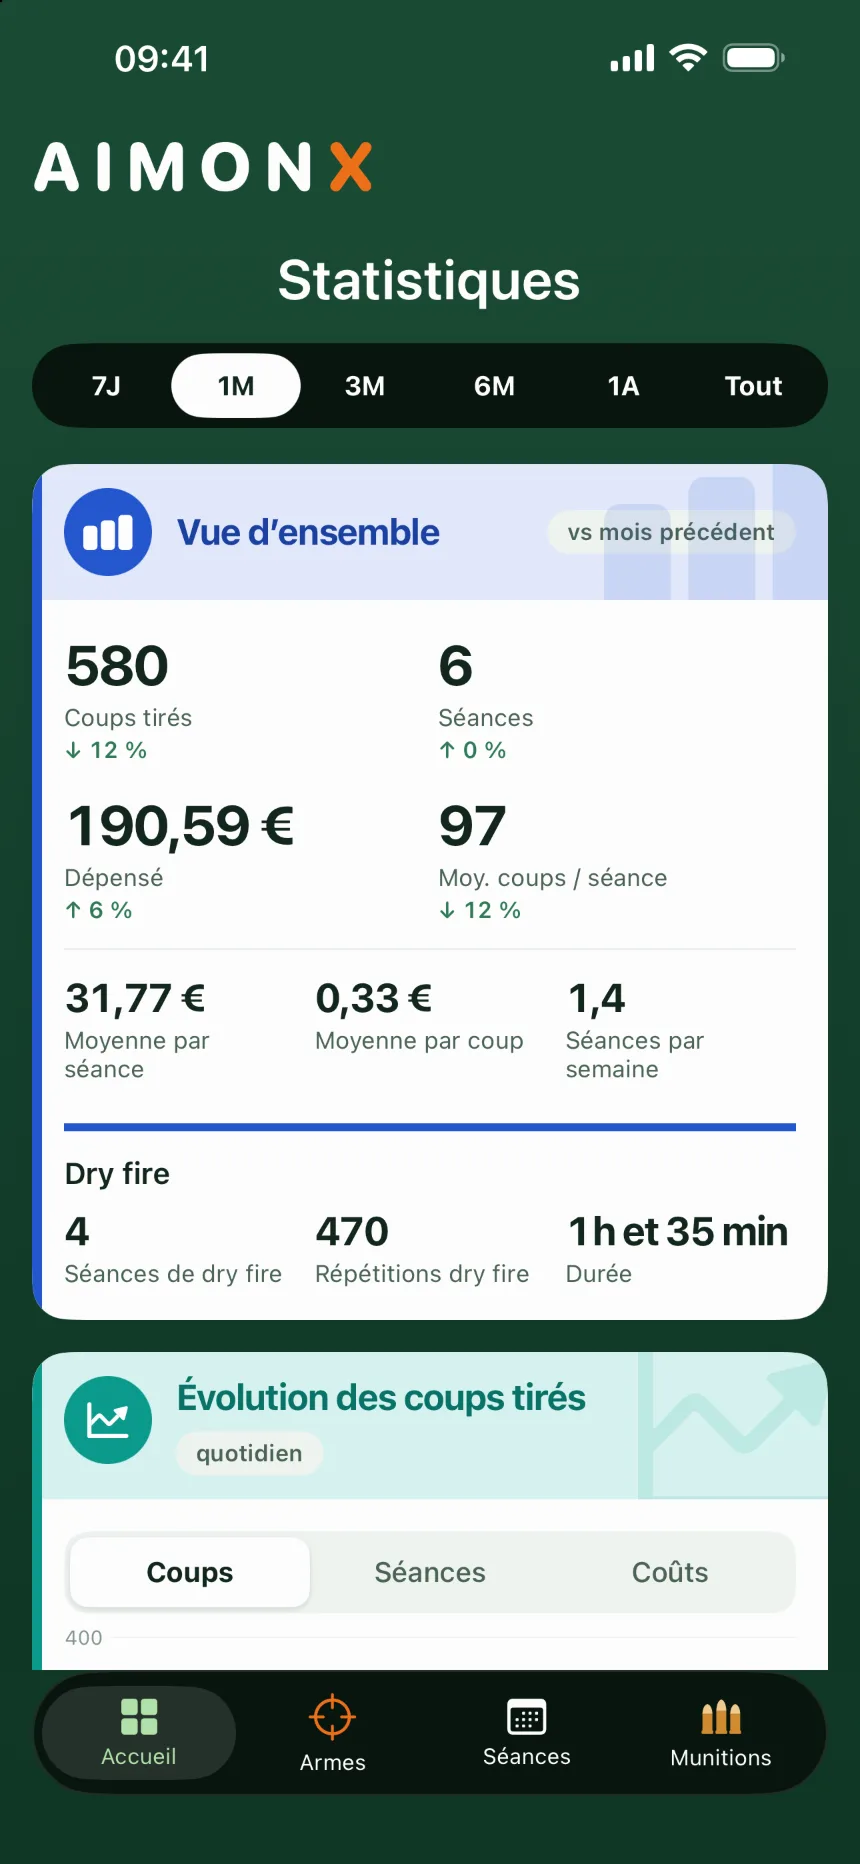 09:41
AIMONX
Statistiques
7J 1M 3M 6M 1A Tout
Vue d’ensemble
vs mois précédent
580
Coups tirés
↓ 12 %
6
Séances
↑ 0 %
190,59 €
Dépensé
↑ 6 %
97
Moy. coups / séance
↓ 12 %
31,77 €
Moyenne par
séance
0,33 €
Moyenne par coup
1,4
Séances par
semaine
Dry fire
4
Séances de dry fire
470
Répétitions dry fire
1 h et 35 min
Durée
Évolution des coups tirés
quotidien
Coups Séances Coûts
400
Accueil Armes Séances Munitions